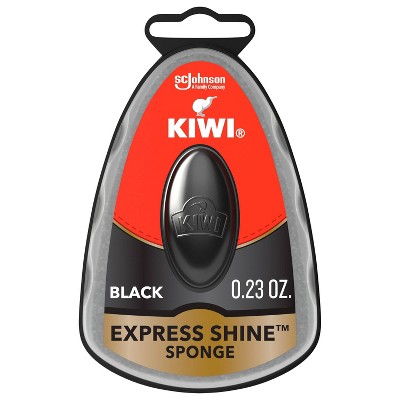 SC Johnson
A Family Company
KIWI®
KIWI
BLACK 0.23 OZ.
EXPRESS SHINE™
SPONGE